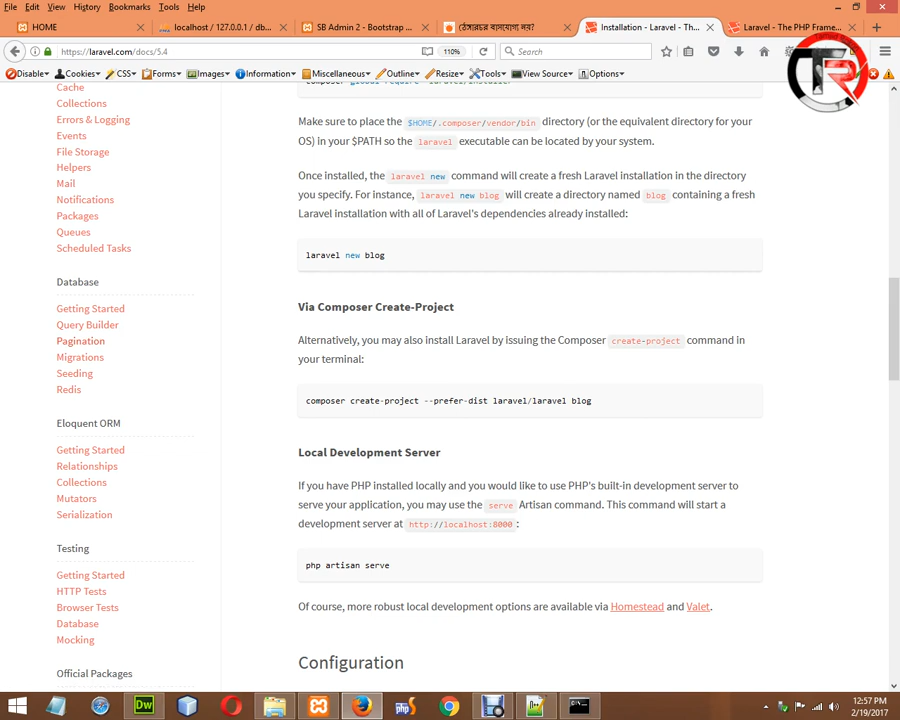 File Edit View History Bookmarks Tools Help
HOME
localhost / 127.0.0.1 / db...
SB Admin 2 - Bootstrap ...
Installation - Laravel - Th...
Laravel - The PHP Fram...
https://laravel.com/docs/5.4
110%
Search
Disable Cookies CSS Forms Images Information Miscellaneous Outline Resize Tools View Source Options
TR
Cache
Collections
Errors & Logging
Events
File Storage
Helpers
Mail
Notifications
Packages
Queues
Scheduled Tasks
Database
Getting Started
Query Builder
Pagination
Migrations
Seeding
Redis
Eloquent ORM
Getting Started
Relationships
Collections
Mutators
Serialization
Testing
Getting Started
HTTP Tests
Browser Tests
Database
Mocking
Official Packages
Make sure to place the $HOME/.composer/vendor/bin directory (or the equivalent directory for your
OS) in your $PATH so the laravel executable can be located by your system.
Once installed, the laravel new command will create a fresh Laravel installation in the directory
you specify. For instance, laravel new blog will create a directory named blog containing a fresh
Laravel installation with all of Laravel's dependencies already installed:
laravel new blog
Via Composer Create-Project
Alternatively, you may also install Laravel by issuing the Composer create-project command in
your terminal:
composer create-project --prefer-dist laravel/laravel blog
Local Development Server
If you have PHP installed locally and you would like to use PHP's built-in development server to
serve your application, you may use the serve Artisan command. This command will start a
development server at http://localhost:8000 :
php artisan serve
Of course, more robust local development options are available via Homestead and Valet.
Configuration
Dw
php
12:57 PM
2/19/2017